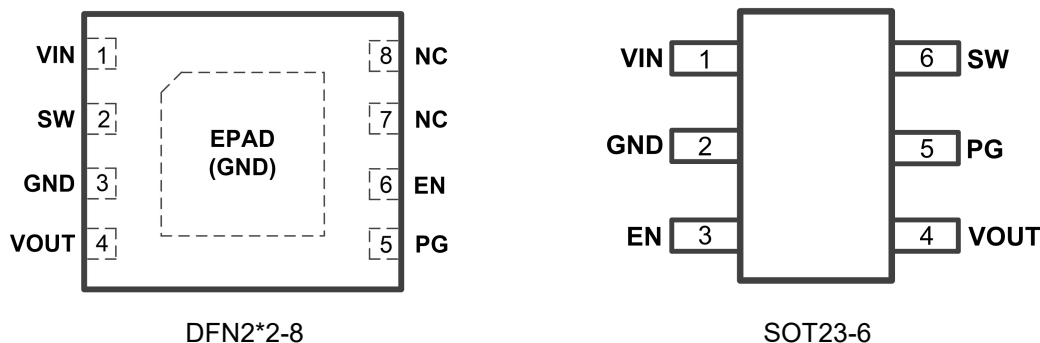 VIN 1
8 NC
SW 2
7 NC
EPAD
(GND)
GND 3
6 EN
VOUT 4
5 PG
DFN2*2-8
VIN 1
6 SW
GND 2
5 PG
EN 3
4 VOUT
SOT23-6